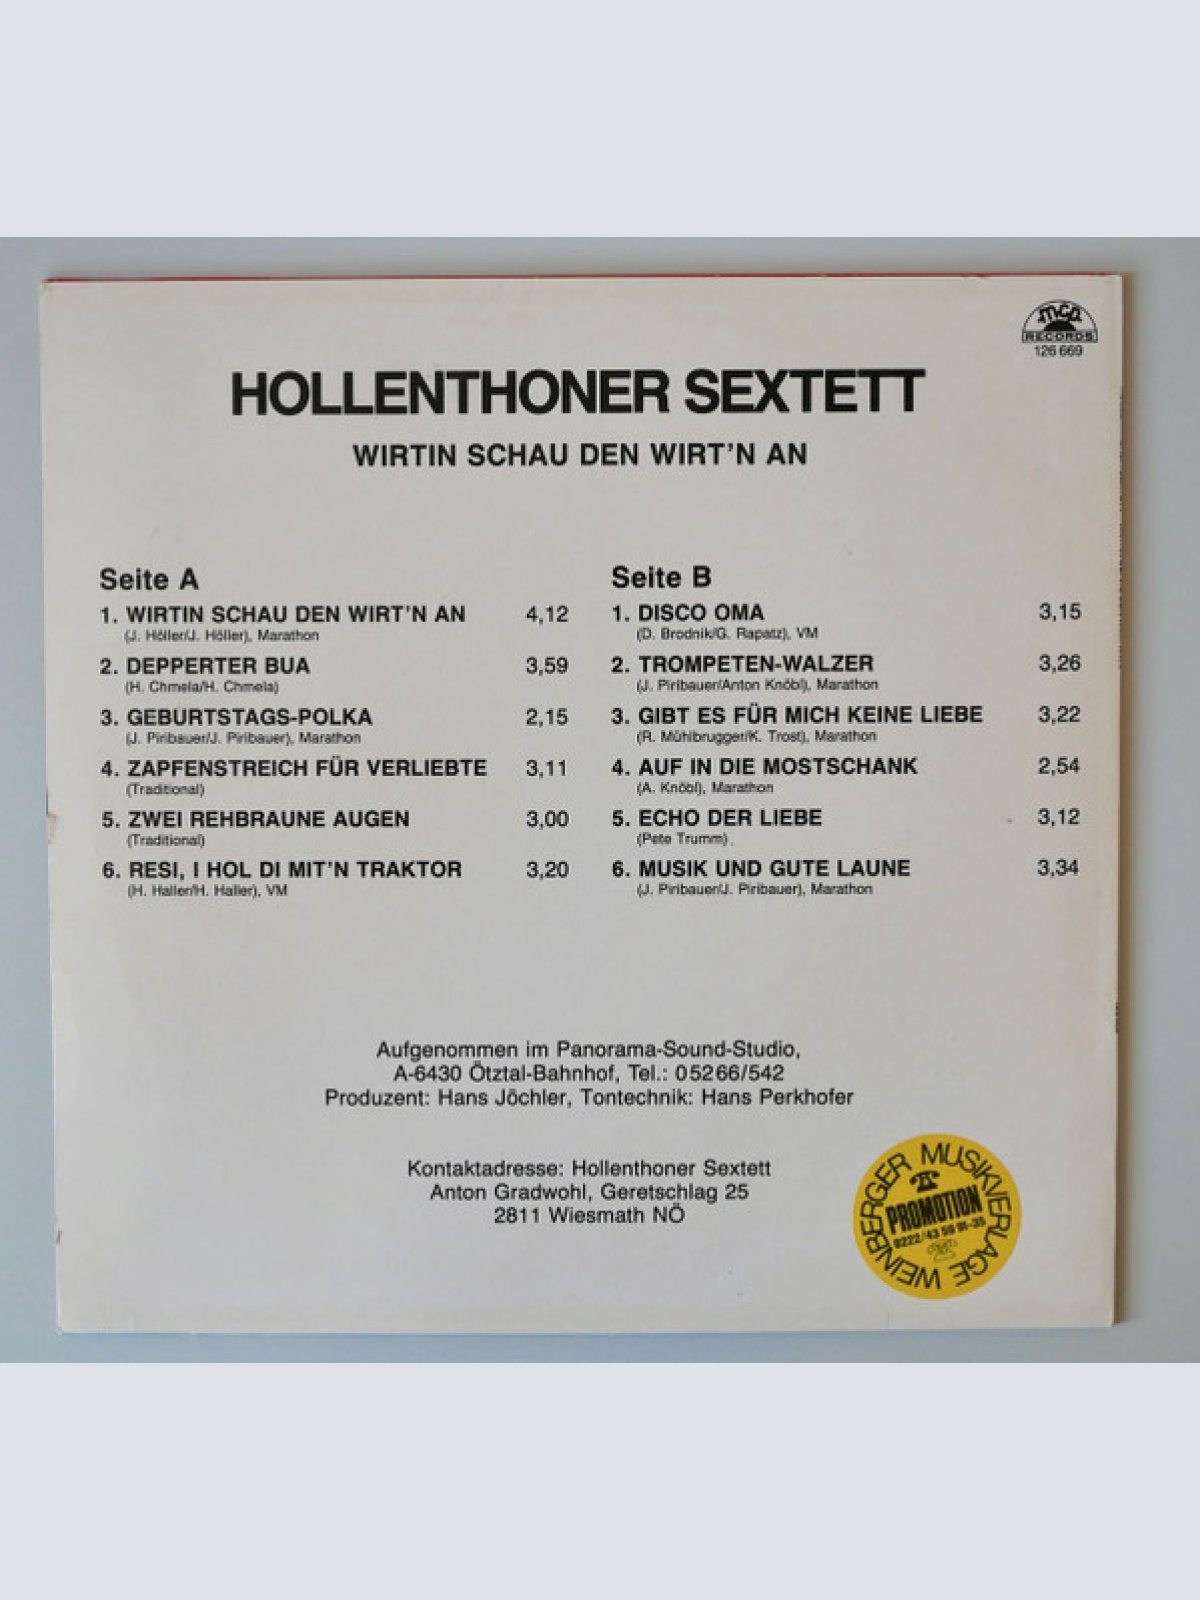 mcp
RECORDS
126 669
HOLLENTHONER SEXTETT
WIRTIN SCHAU DEN WIRT'N AN
Seite A
1. WIRTIN SCHAU DEN WIRT'N AN 4,12
(J. Höller/J. Höller), Marathon
2. DEPPERTER BUA 3,59
(H. Chmela/H. Chmela)
3. GEBURTSTAGS-POLKA 2,15
(J. Piribauer/J. Piribauer), Marathon
4. ZAPFENSTREICH FÜR VERLIEBTE 3,11
(Traditional)
5. ZWEI REHBRAUNE AUGEN 3,00
(Traditional)
6. RESI, I HOL DI MIT'N TRAKTOR 3,20
(H. Haller/H. Haller), VM
Seite B
1. DISCO OMA 3,15
(D. Brodnik/G. Rapatz), VM
2. TROMPETEN-WALZER 3,26
(J. Piribauer/Anton Knöbl), Marathon
3. GIBT ES FÜR MICH KEINE LIEBE 3,22
(R. Mühlbrugger/K. Trost), Marathon
4. AUF IN DIE MOSTSCHANK 2,54
(A. Knöbl), Marathon
5. ECHO DER LIEBE 3,12
(Pete Trumm)
6. MUSIK UND GUTE LAUNE 3,34
(J. Piribauer/J. Piribauer), Marathon
Aufgenommen im Panorama-Sound-Studio,
A-6430 Ötztal-Bahnhof, Tel.: 05266/542
Produzent: Hans Jöchler, Tontechnik: Hans Perkhofer
Kontaktadresse: Hollenthoner Sextett
Anton Gradwohl, Geretschlag 25
2811 Wiesmath NÖ
WEINBERGER MUSIKVERLAGE
PROMOTION
0222/43 59 91-35